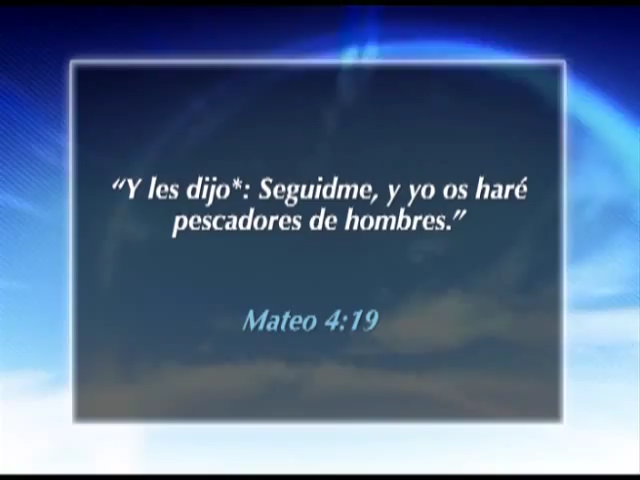 “Y les dijo*: Seguidme, y yo os haré
pescadores de hombres.”
Mateo 4:19